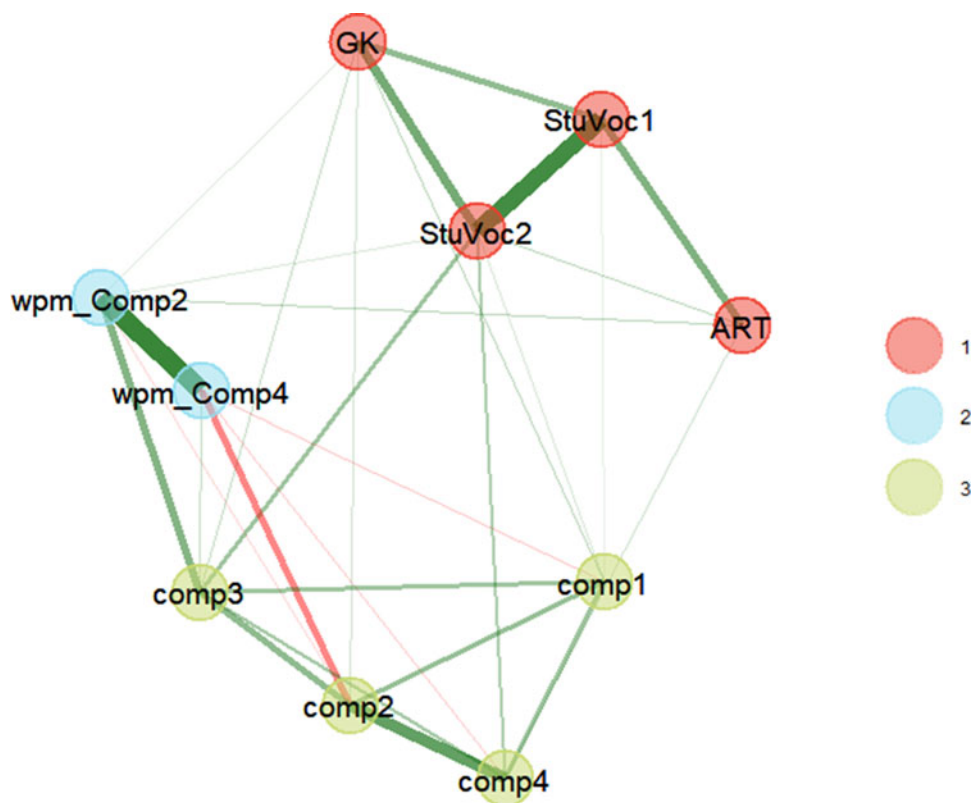 GK
StuVoc1
StuVoc2
wpm_Comp2
ART
wpm_Comp4
comp3
comp1
comp2
comp4
1
2
3